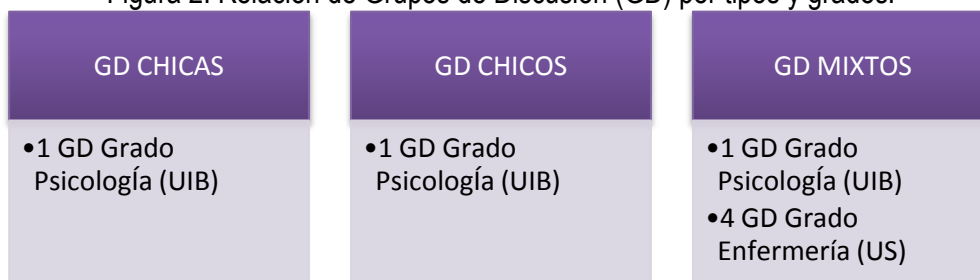 Figura 2. Relación de Grupos de Discusión (GD) por tipos y grados.
GD CHICAS
GD CHICOS
GD MIXTOS
•1 GD Grado
Psicología (UIB)
•1 GD Grado
Psicología (UIB)
•1 GD Grado
Psicología (UIB)
•4 GD Grado
Enfermería (US)